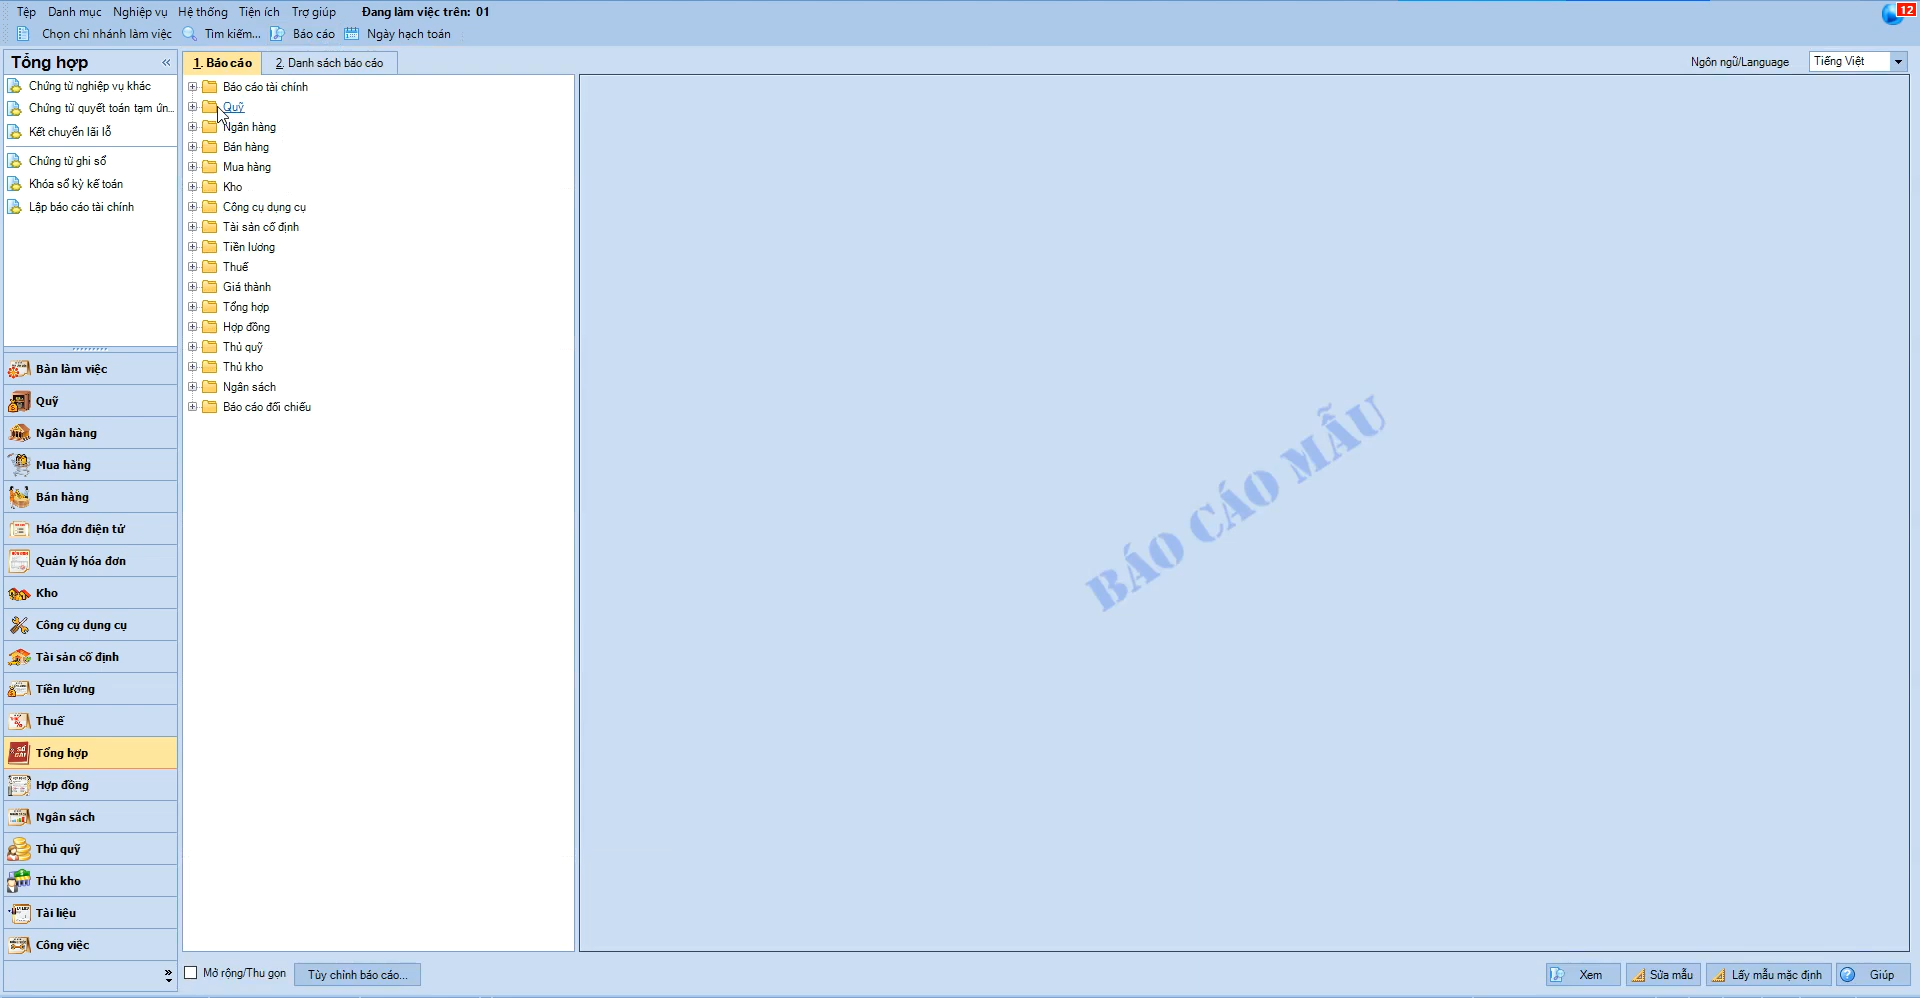 Tệp Danh mục Nghiệp vụ Hệ thống Tiện ích Trợ giúp Đang làm việc trên: 01
12
Chọn chi nhánh làm việc Tìm kiếm... Báo cáo Ngày hạch toán
Tổng hợp «
Chứng từ nghiệp vụ khác
Chứng từ quyết toán tạm ứn...
Kết chuyển lãi lỗ
Chứng từ ghi sổ
Khóa sổ kỳ kế toán
Lập báo cáo tài chính
Bàn làm việc
Quỹ
Ngân hàng
Mua hàng
Bán hàng
Hóa đơn điện tử
Quản lý hóa đơn
Kho
Công cụ dụng cụ
Tài sản cố định
Tiền lương
Thuế
Tổng hợp
Hợp đồng
Ngân sách
Thủ quỹ
Thủ kho
Tài liệu
Công việc
1. Báo cáo 2. Danh sách báo cáo
Ngôn ngữ/Language Tiếng Việt
Báo cáo tài chính
Quỹ
Ngân hàng
Bán hàng
Mua hàng
Kho
Công cụ dụng cụ
Tài sản cố định
Tiền lương
Thuế
Giá thành
Tổng hợp
Hợp đồng
Thủ quỹ
Thủ kho
Ngân sách
Báo cáo đối chiếu
BÁO CÁO MẪU
Mở rộng/Thu gọn Tùy chỉnh báo cáo...
Xem Sửa mẫu Lấy mẫu mặc định Giúp